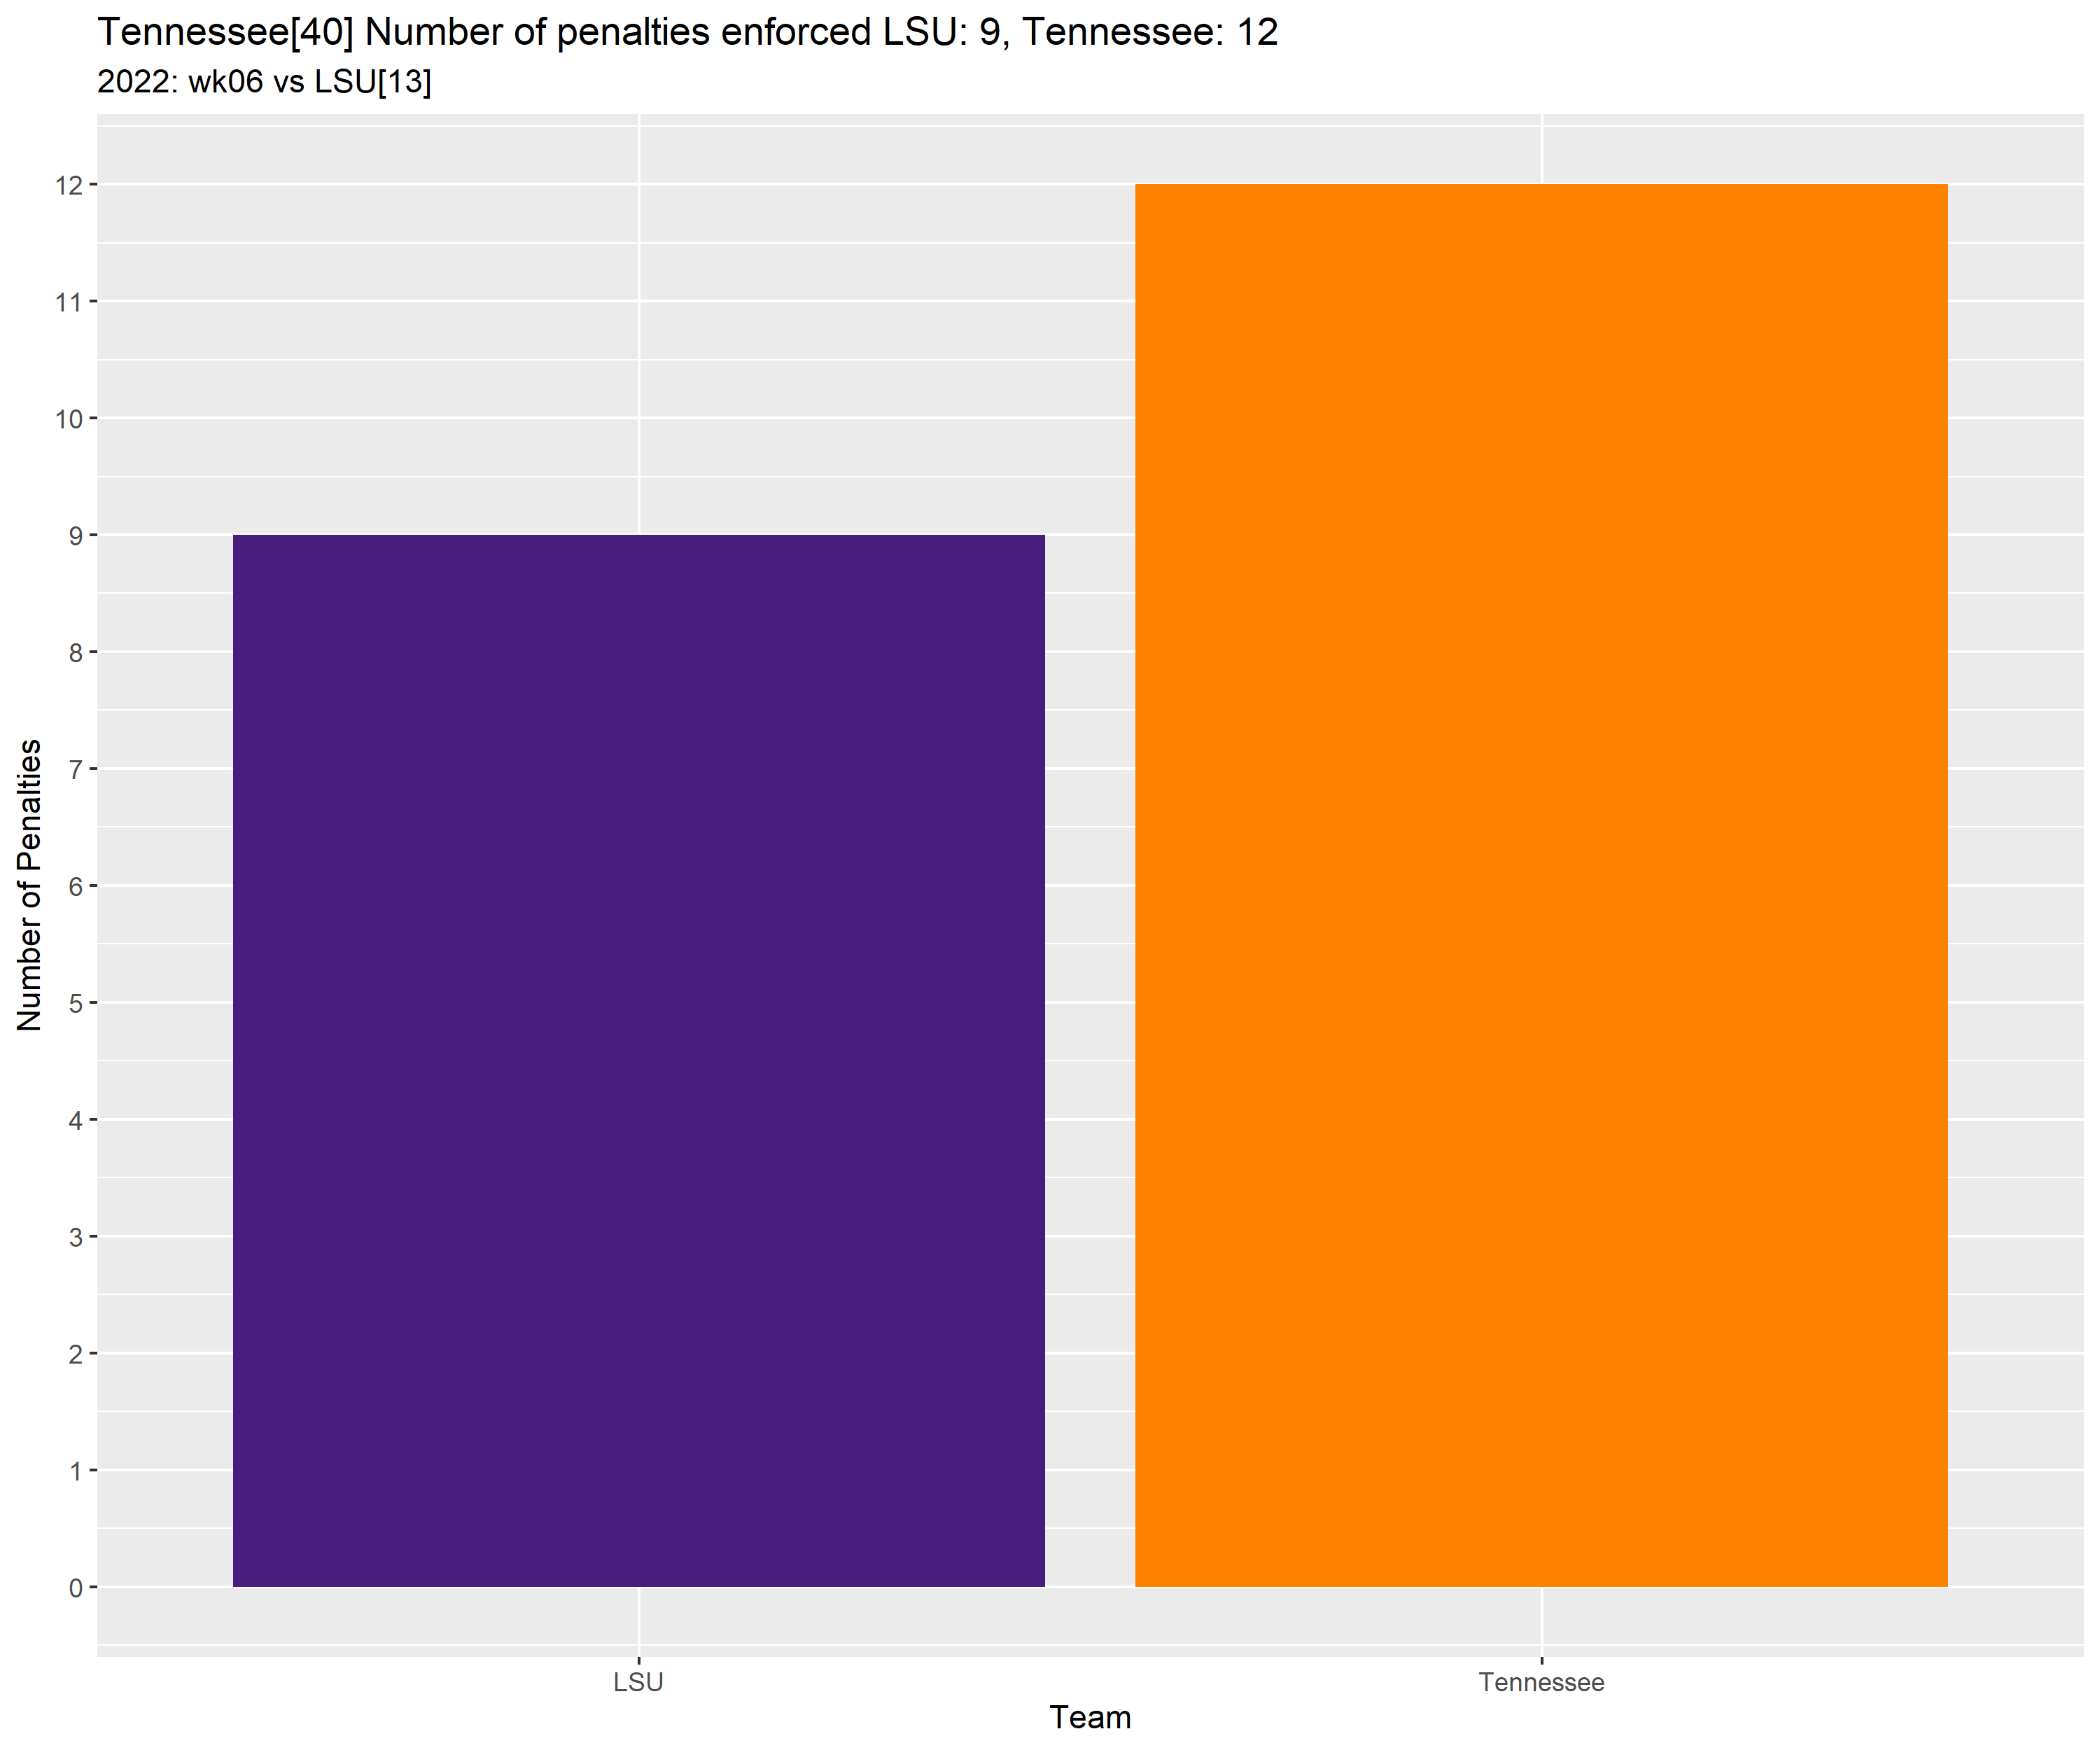 Tennessee[40] Number of penalties enforced LSU: 9, Tennessee: 12
2022: wk06 vs LSU[13]
Number of Penalties
12
11
10
9
8
7
6
5
4
3
2
1
0
LSU
Tennessee
Team